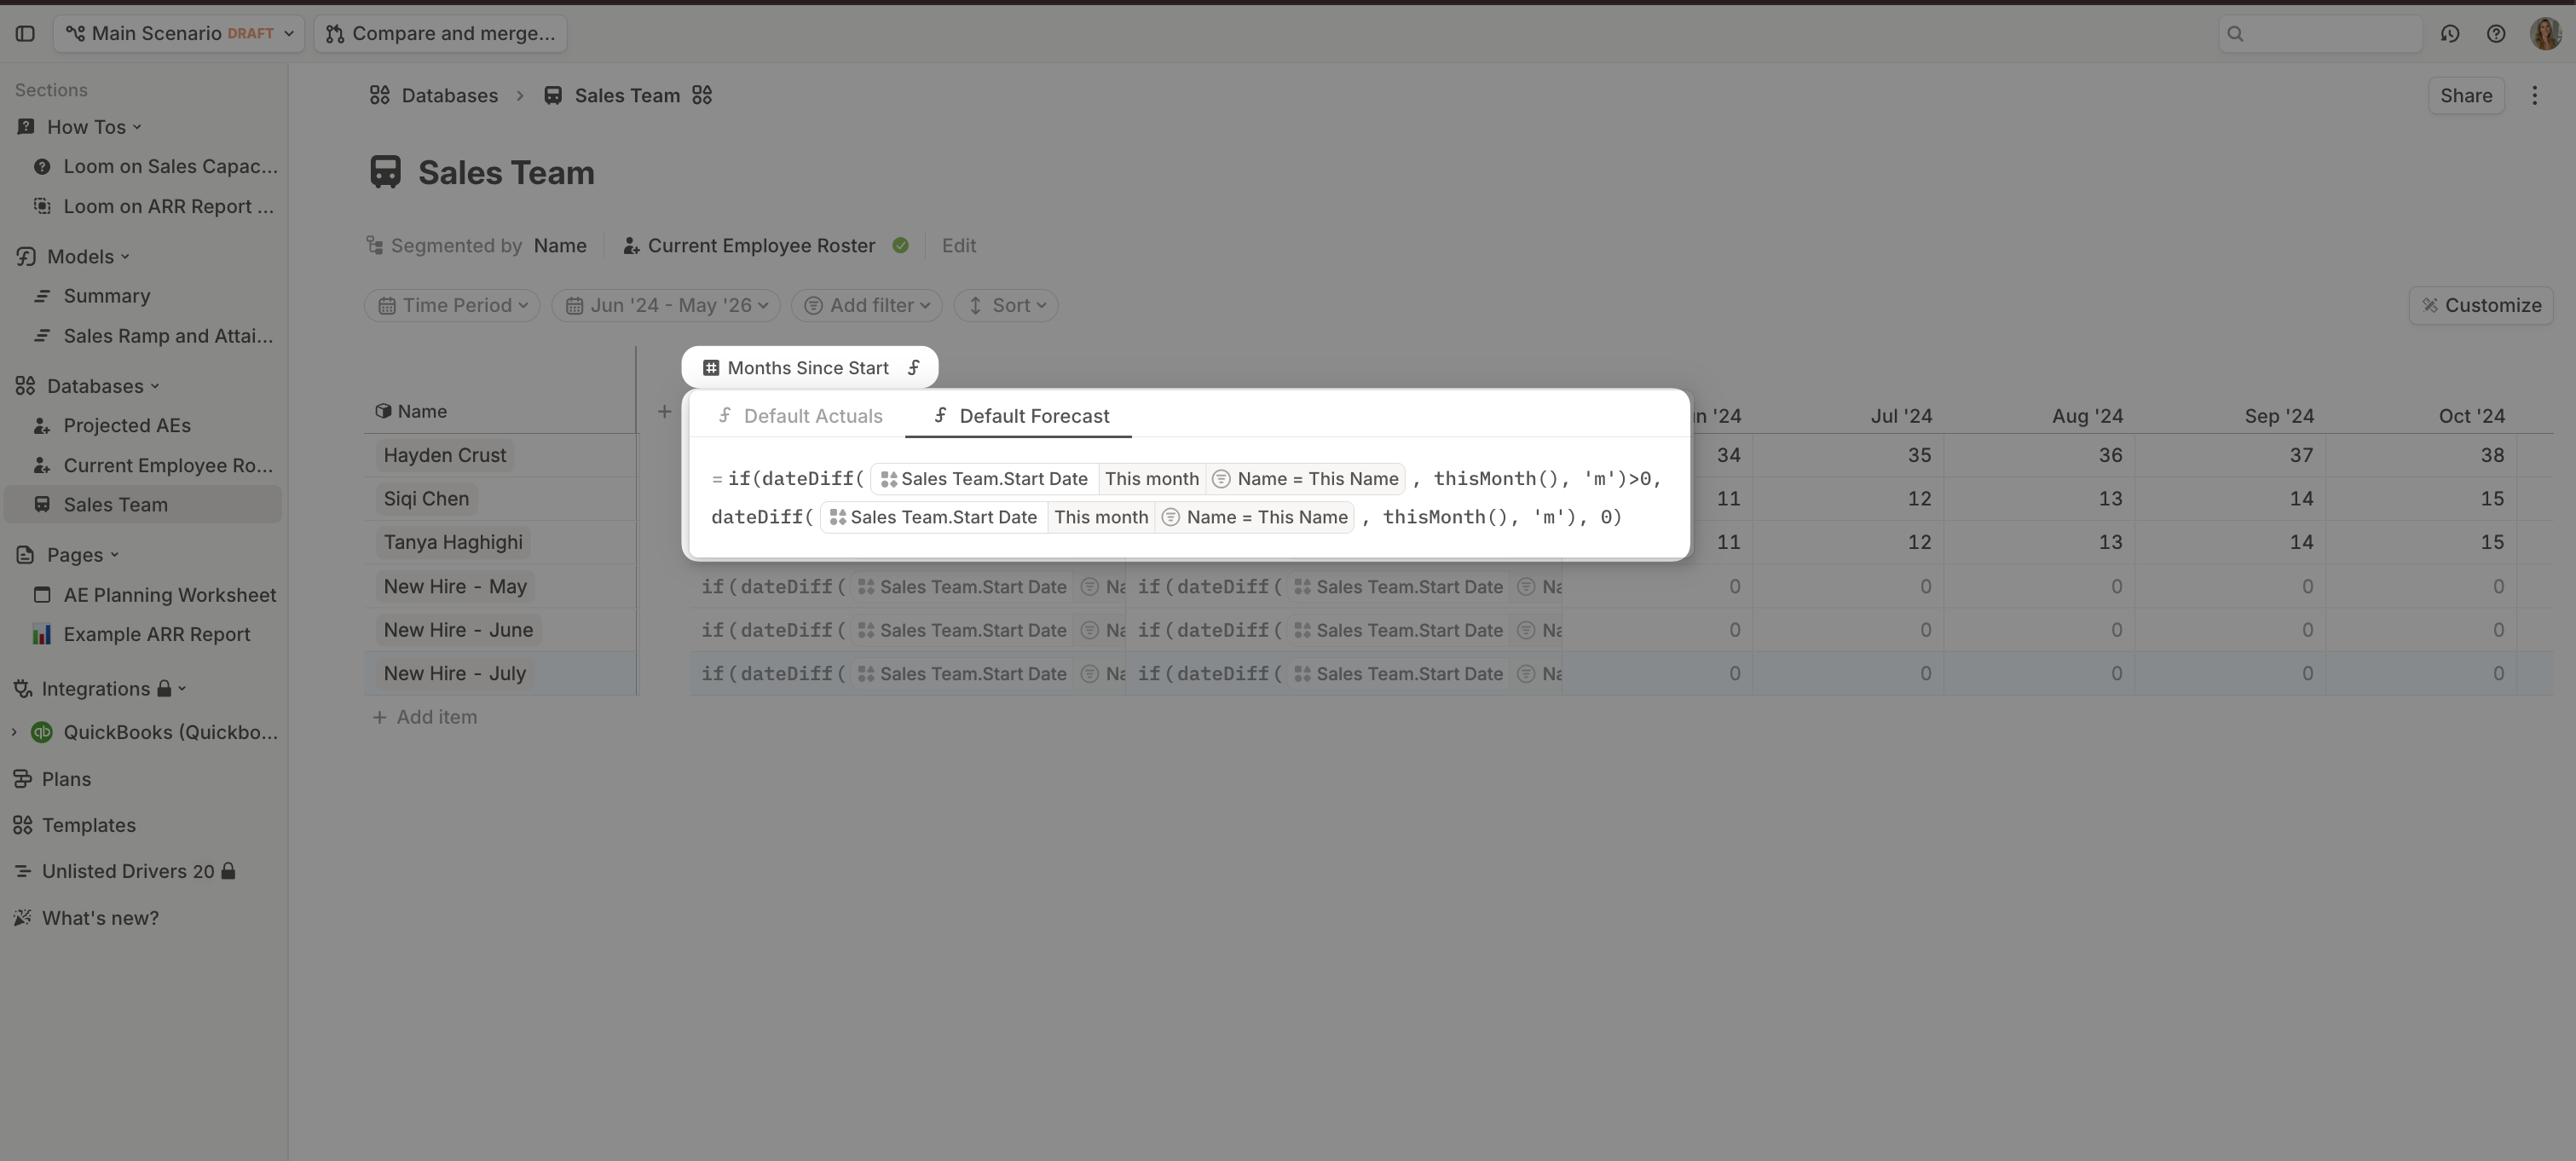 Main Scenario DRAFT
Compare and merge...
Sections
How Tos
Loom on Sales Capac...
Loom on ARR Report ...
Models
Summary
Sales Ramp and Attai...
Databases
Projected AEs
Current Employee Ro...
Sales Team
Pages
AE Planning Worksheet
Example ARR Report
Integrations
QuickBooks (Quickbo...
Plans
Templates
Unlisted Drivers 20
What's new?
Databases > Sales Team
Share
Sales Team
Segmented by Name Current Employee Roster Edit
Time Period Jun '24 - May '26 Add filter Sort
Customize
Months Since Start
Default Actuals Default Forecast
=if(dateDiff( Sales Team.Start Date This month Name = This Name , thisMonth(), 'm')>0,
dateDiff( Sales Team.Start Date This month Name = This Name , thisMonth(), 'm'), 0)
Name n '24 Jul '24 Aug '24 Sep '24 Oct '24
Hayden Crust 34 35 36 37 38
Siqi Chen 11 12 13 14 15
Tanya Haghighi 11 12 13 14 15
New Hire - May if(dateDiff( Sales Team.Start Date Na if(dateDiff( Sales Team.Start Date Na 0 0 0 0 0
New Hire - June if(dateDiff( Sales Team.Start Date Na if(dateDiff( Sales Team.Start Date Na 0 0 0 0 0
New Hire - July if(dateDiff( Sales Team.Start Date Na if(dateDiff( Sales Team.Start Date Na 0 0 0 0 0
+ Add item